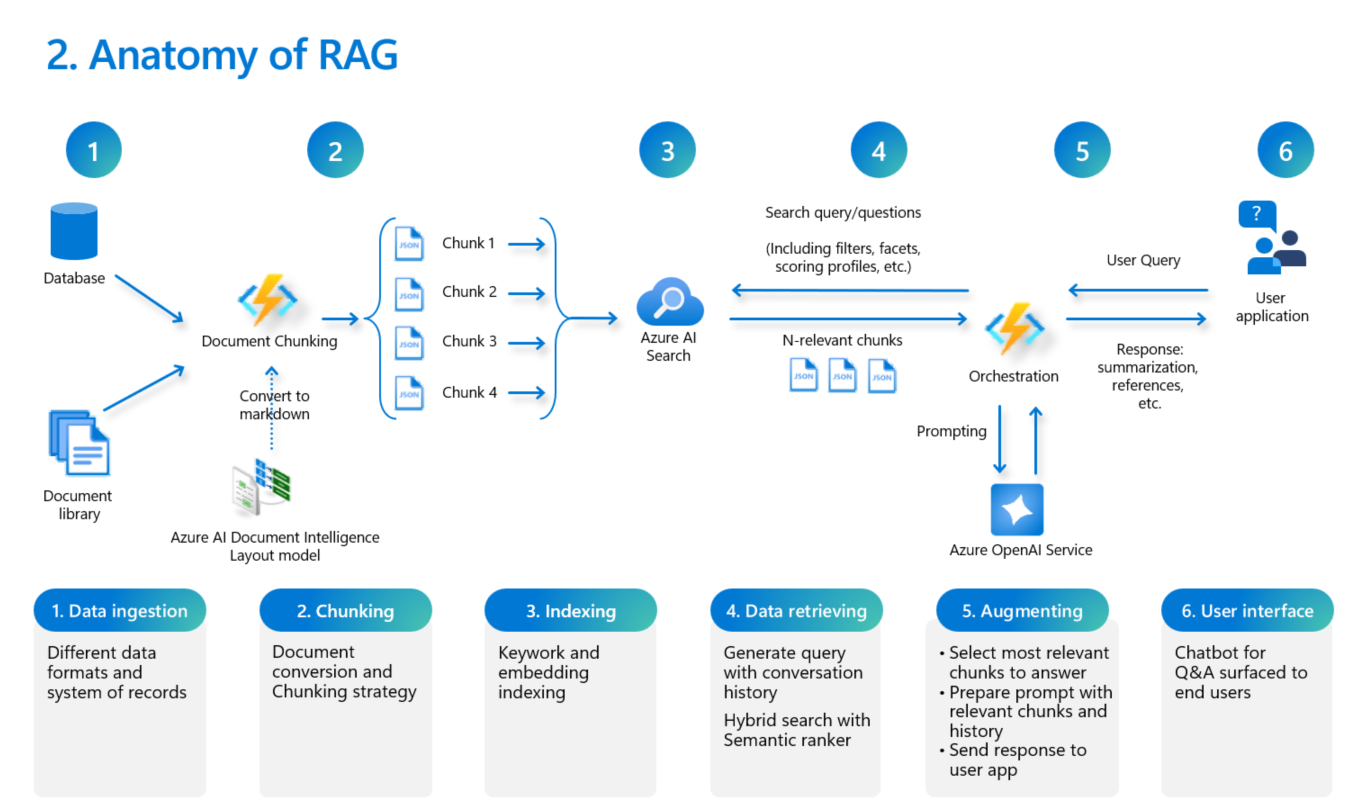 2. Anatomy of RAG
1
2
3
4
5
6
Database
Document
library
Document Chunking
Convert to
markdown
Azure AI Document Intelligence
Layout model
JSON
Chunk 1
JSON
Chunk 2
JSON
Chunk 3
JSON
Chunk 4
Azure AI
Search
Search query/questions
(Including filters, facets,
scoring profiles, etc.)
N-relevant chunks
JSON
JSON
JSON
Orchestration
Prompting
Azure OpenAI Service
User Query
Response:
summarization,
references,
etc.
?
User
application
1. Data ingestion
Different data
formats and
system of records
2. Chunking
Document
conversion and
Chunking strategy
3. Indexing
Keywork and
embedding
indexing
4. Data retrieving
Generate query
with conversation
history
Hybrid search with
Semantic ranker
5. Augmenting
• Select most relevant
chunks to answer
• Prepare prompt with
relevant chunks and
history
• Send response to
user app
6. User interface
Chatbot for
Q&A surfaced to
end users